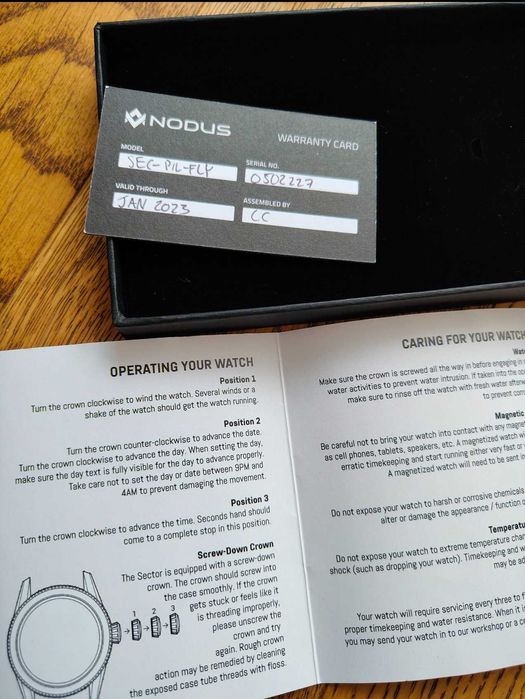 NODUS
WARRANTY CARD
MODEL
SEC-PIL-FLY
SERIAL NO.
0502227
VALID THROUGH
JAN 2023
ASSEMBLED BY
CC
OPERATING YOUR WATCH
Position 1
Turn the crown clockwise to wind the watch. Several winds or a
shake of the watch should get the watch running.
Position 2
Turn the crown counter-clockwise to advance the date.
Turn the crown clockwise to advance the day. When setting the day,
make sure the day text is fully visible for the day to advance properly.
Take care not to set the day or date between 9PM and
4AM to prevent damaging the movement.
Position 3
Turn the crown clockwise to advance the time. Seconds hand should
come to a complete stop in this position.
Screw-Down Crown
The Sector is equipped with a screw-down
crown. The crown should screw into
the case smoothly. If the crown
gets stuck or feels like it
is threading improperly,
please unscrew the
crown and try
again. Rough crown
action may be remedied by cleaning
the exposed case tube threads with floss.
1 2 3
CARING FOR YOUR WATCH
Make sure the crown is screwed all the way in before engaging in
water activities to prevent water intrusion. If taken into the
make sure to rinse off the watch with fresh water after
to prevent
Be careful not to bring your watch into contact with any
as cell phones, tablets, speakers, etc. A magnetized watch
erratic timekeeping and start running either very fast or
A magnetized watch will need to be sent in
Do not expose your watch to harsh or corrosive chemicals
alter or damage the appearance / function
Do not expose your watch to extreme temperature
shock (such as dropping your watch). Timekeeping and
may be
Your watch will require servicing every three to
proper timekeeping and water resistance. When it
you may send your watch in to our workshop or a